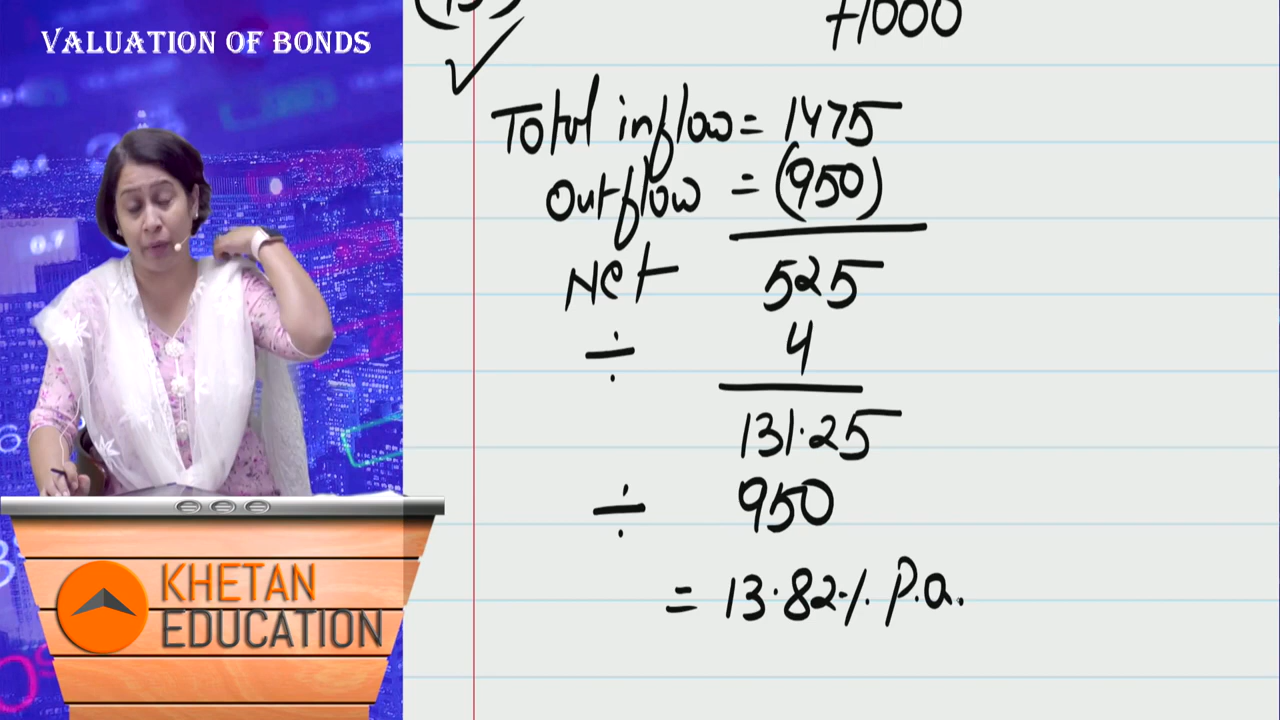 VALUATION OF BONDS
+1000
Total inflow = 1475
outflow = (950)
Net 525
÷ 4
131.25
÷ 950
= 13.82% P.a.
KHETAN
EDUCATION